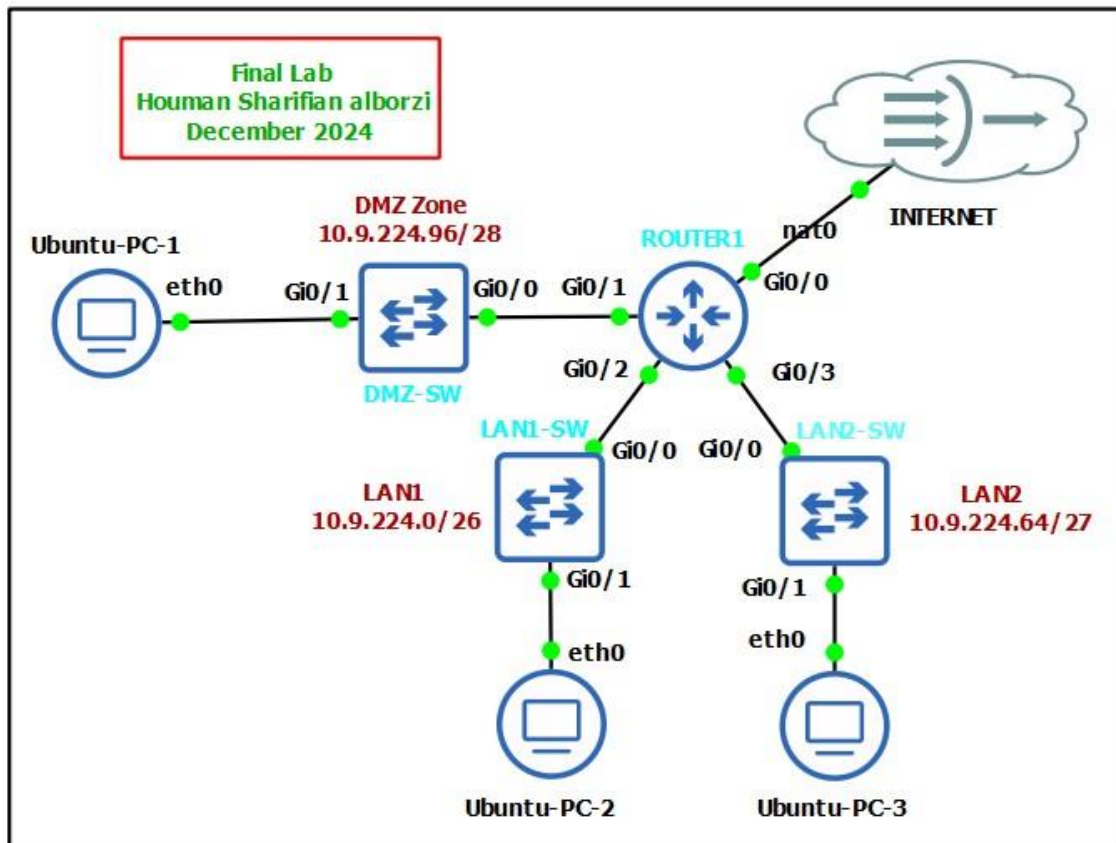 Final Lab
Houman Sharifian alborzi
December 2024
DMZ Zone
10.9.224.96/28
Ubuntu-PC-1
eth0
Gi0/1
Gi0/0
Gi0/1
DMZ-SW
ROUTER1
nat0
INTERNET
Gi0/0
Gi0/2
Gi0/3
LAN1-SW
Gi0/0
Gi0/0
LAN2-SW
LAN1
10.9.224.0/26
LAN2
10.9.224.64/27
Gi0/1
eth0
Gi0/1
eth0
Ubuntu-PC-2
Ubuntu-PC-3